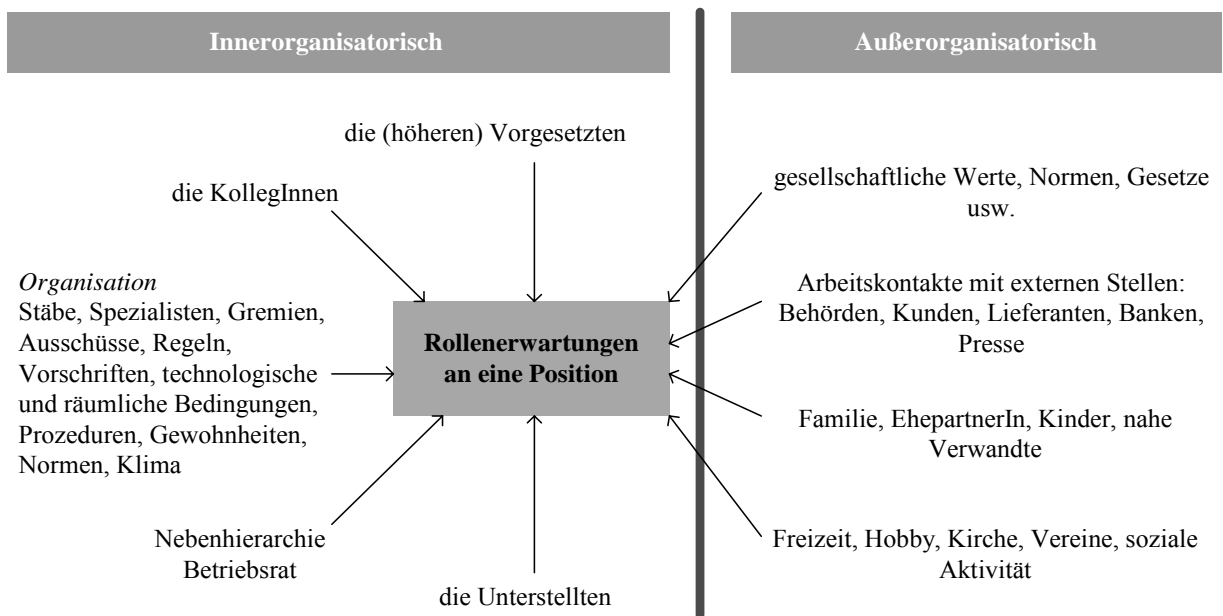 Innerorganisatorisch
Außerorganisatorisch
die (höheren) Vorgesetzten
die KollegInnen
Organisation
Stäbe, Spezialisten, Gremien,
Ausschüsse, Regeln,
Vorschriften, technologische
und räumliche Bedingungen,
Prozeduren, Gewohnheiten,
Normen, Klima
Nebenhierarchie
Betriebsrat
die Unterstellten
Rollenerwartungen
an eine Position
gesellschaftliche Werte, Normen, Gesetze
usw.
Arbeitskontakte mit externen Stellen:
Behörden, Kunden, Lieferanten, Banken,
Presse
Familie, EhepartnerIn, Kinder, nahe
Verwandte
Freizeit, Hobby, Kirche, Vereine, soziale
Aktivität